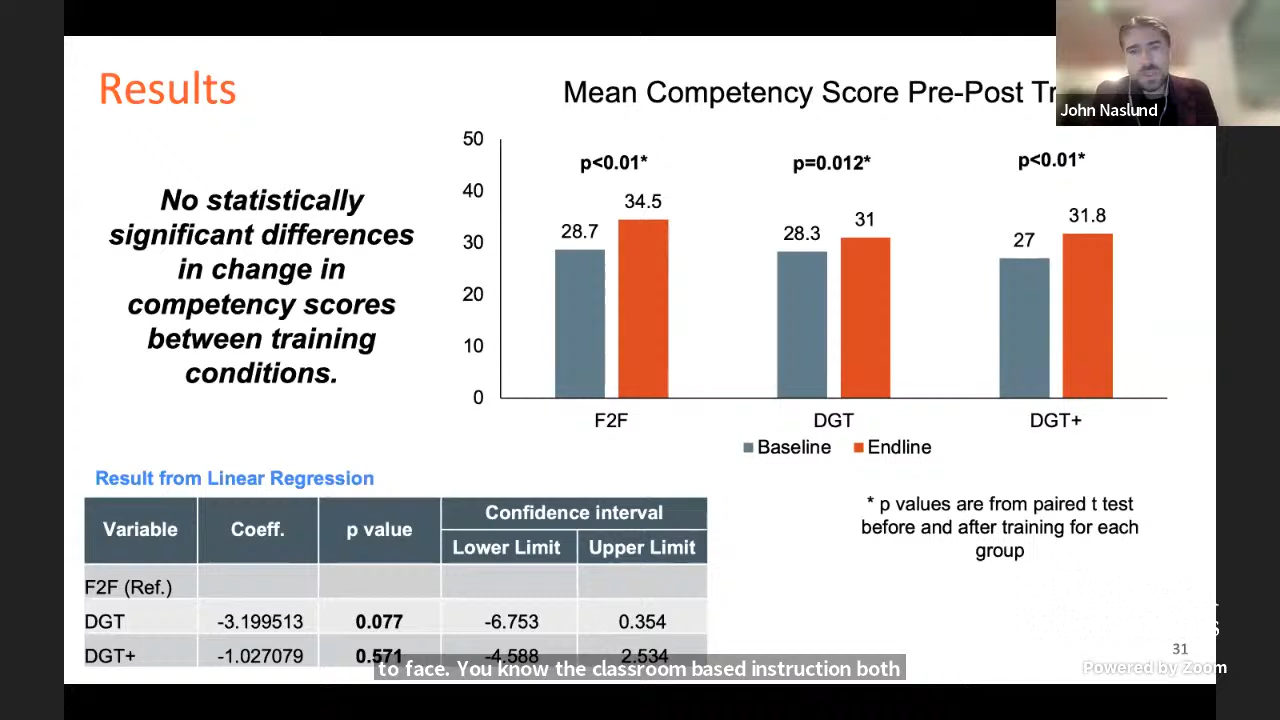 Results
Mean Competency Score Pre-Post Tr
John Naslund
No statistically
significant differences
in change in
competency scores
between training
conditions.
50
40
30
20
10
0
p<0.01*
p=0.012*
p<0.01*
28.7
34.5
28.3
31
27
31.8
F2F
DGT
DGT+
Baseline
Endline
Result from Linear Regression
Variable
Coeff.
p value
Confidence interval
Lower Limit
Upper Limit
F2F (Ref.)
DGT
-3.199513
0.077
-6.753
0.354
DGT+
-1.027079
0.571
-4.588
2.534
* p values are from paired t test
before and after training for each
group
31
to face. You know the classroom based instruction both
Powered by Zoom